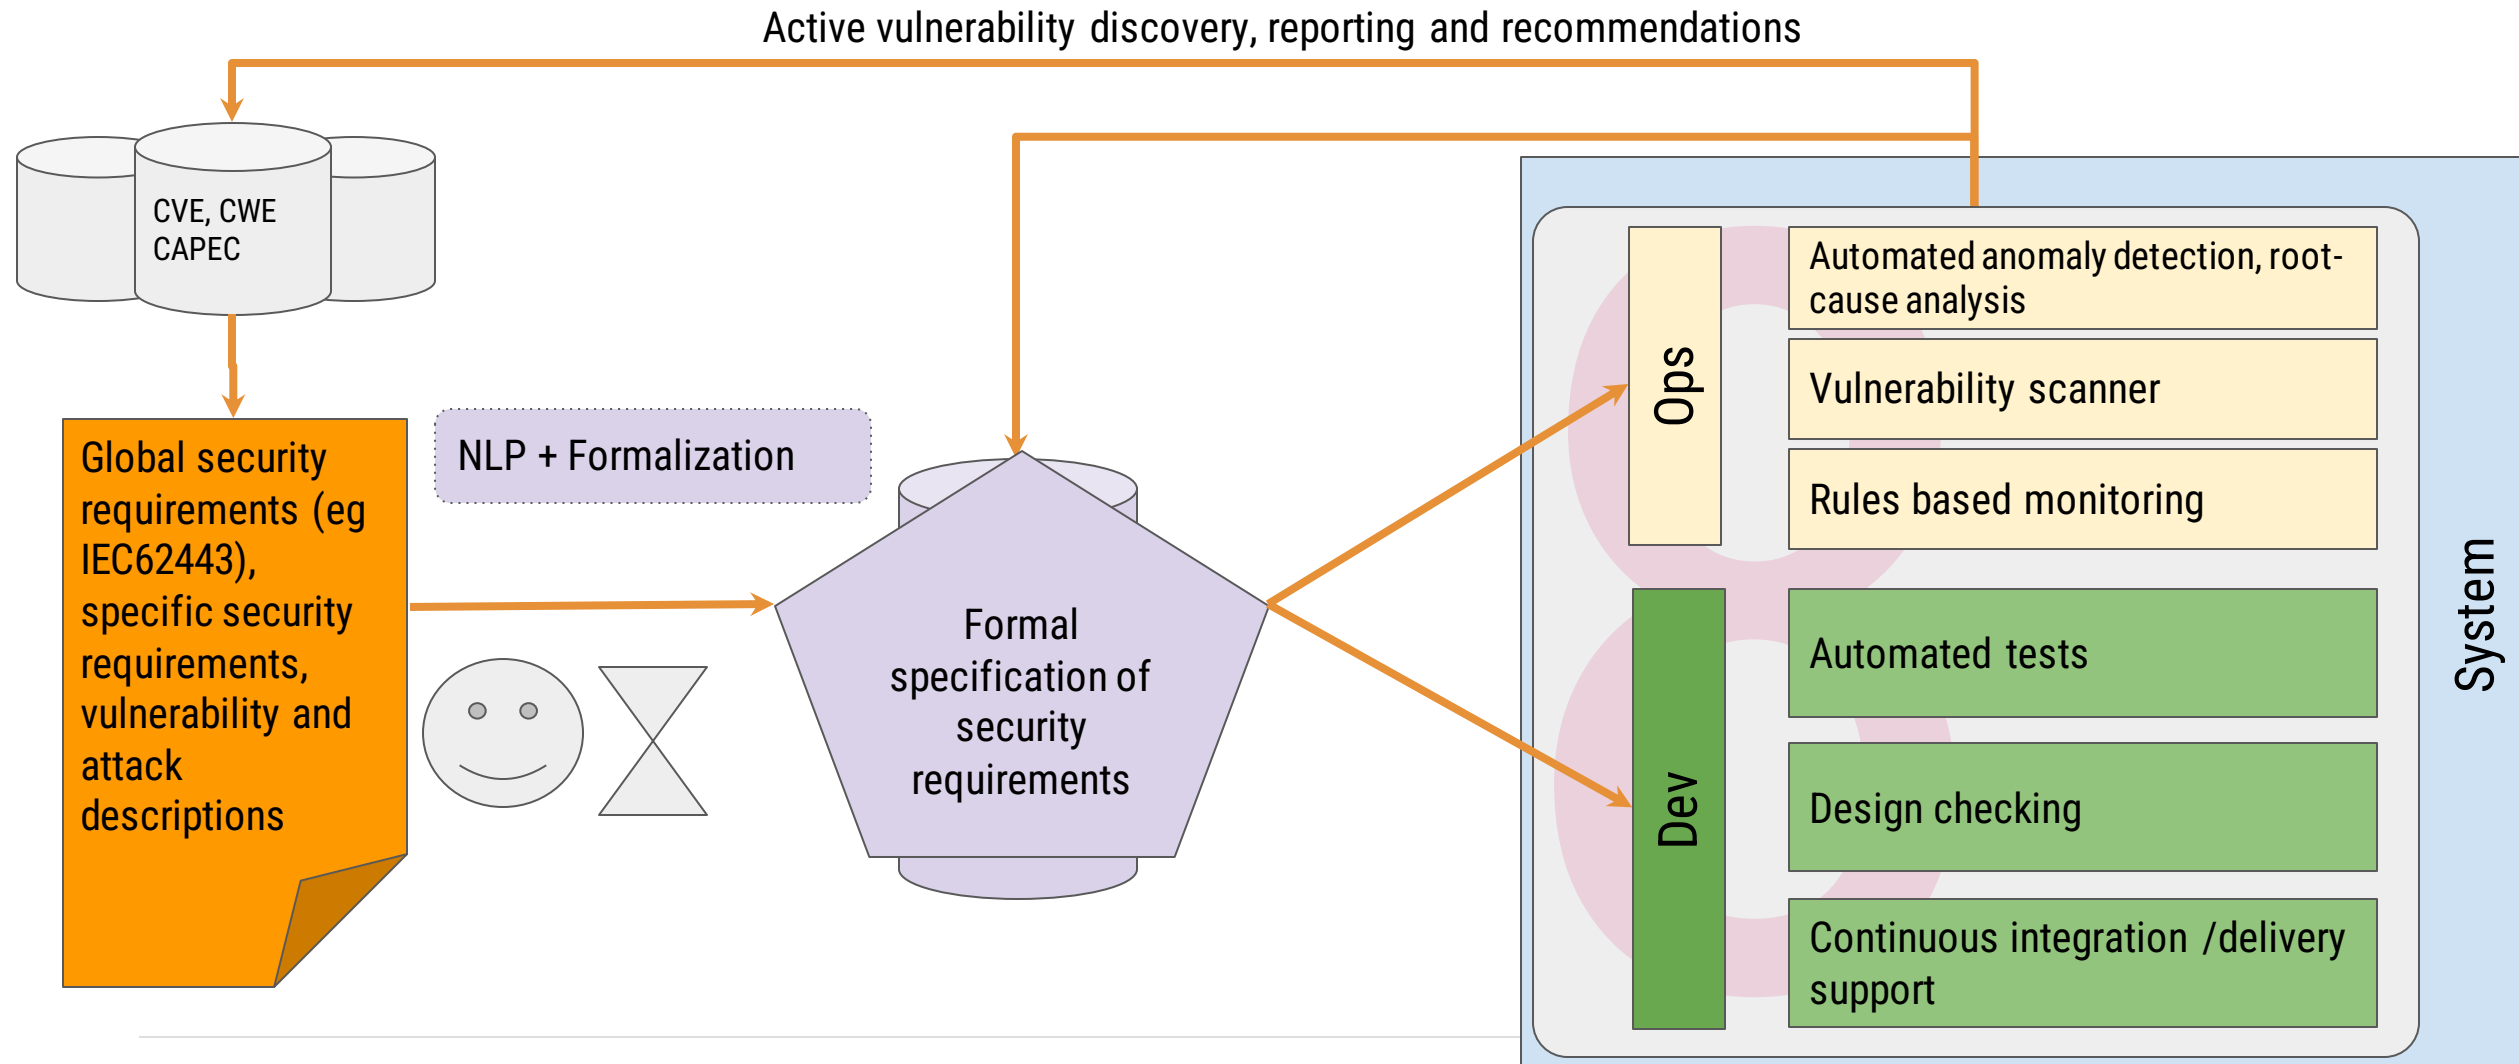 Active vulnerability discovery, reporting and recommendations
CVE, CWE
CAPEC
Global security
requirements (eg
IEC62443),
specific security
requirements,
vulnerability and
attack
descriptions
NLP + Formalization
Formal
specification of
security
requirements
Ops
Automated anomaly detection, root-
cause analysis
Vulnerability scanner
Rules based monitoring
Dev
Automated tests
Design checking
Continuous integration /delivery
support
System